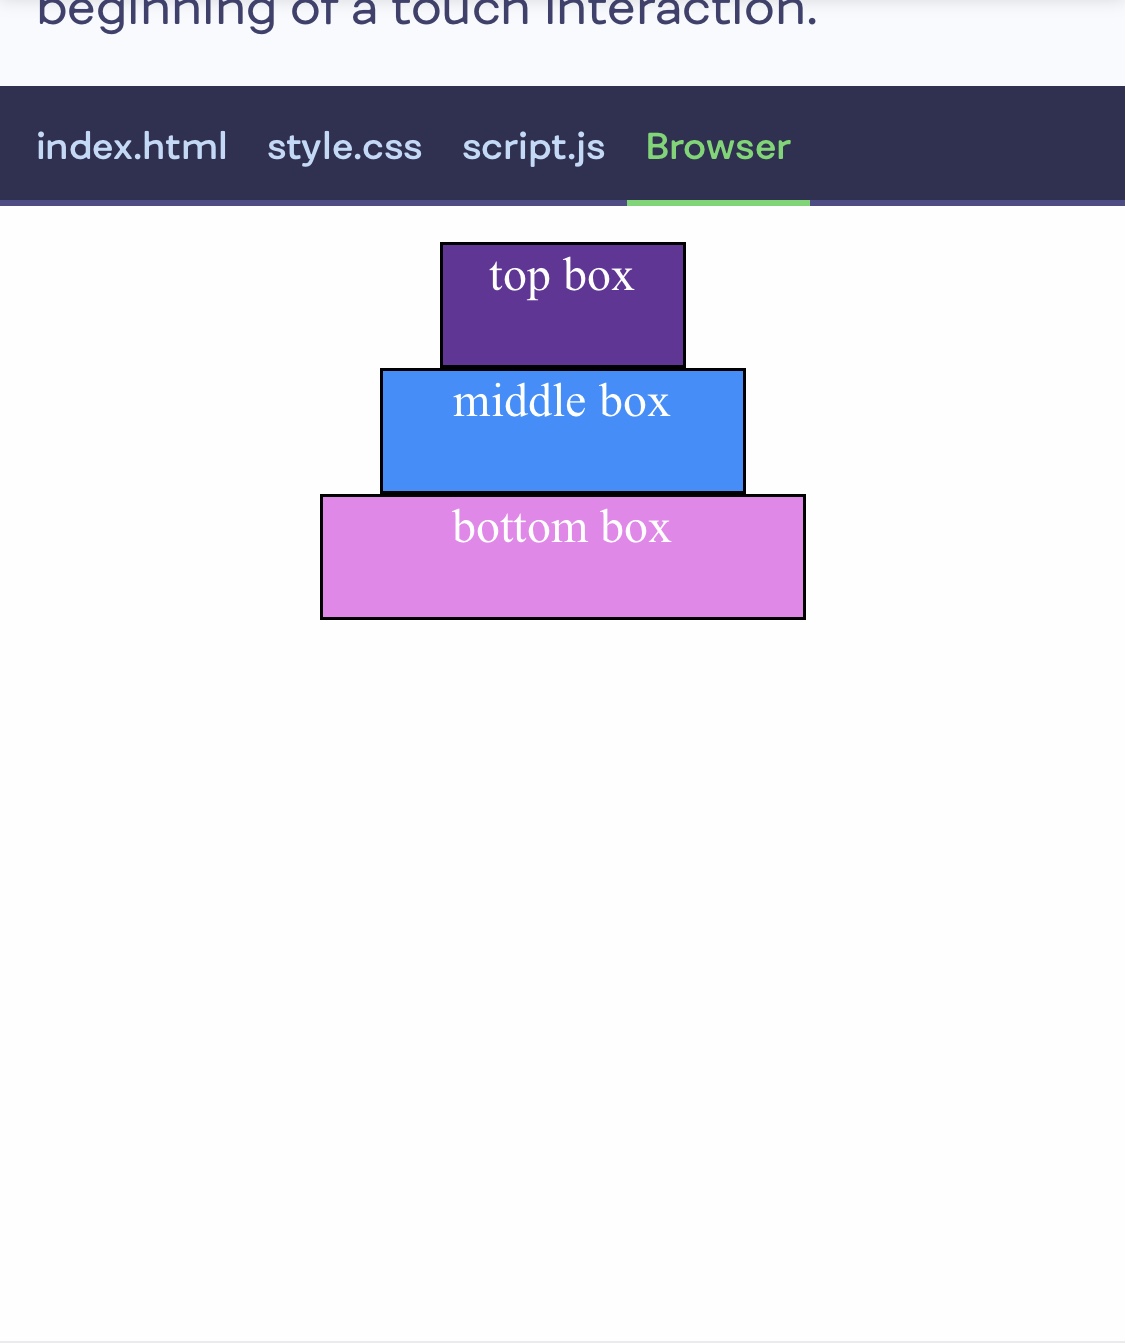 beginning of a touch interaction.
index.html style.css script.js Browser
top box
middle box
bottom box